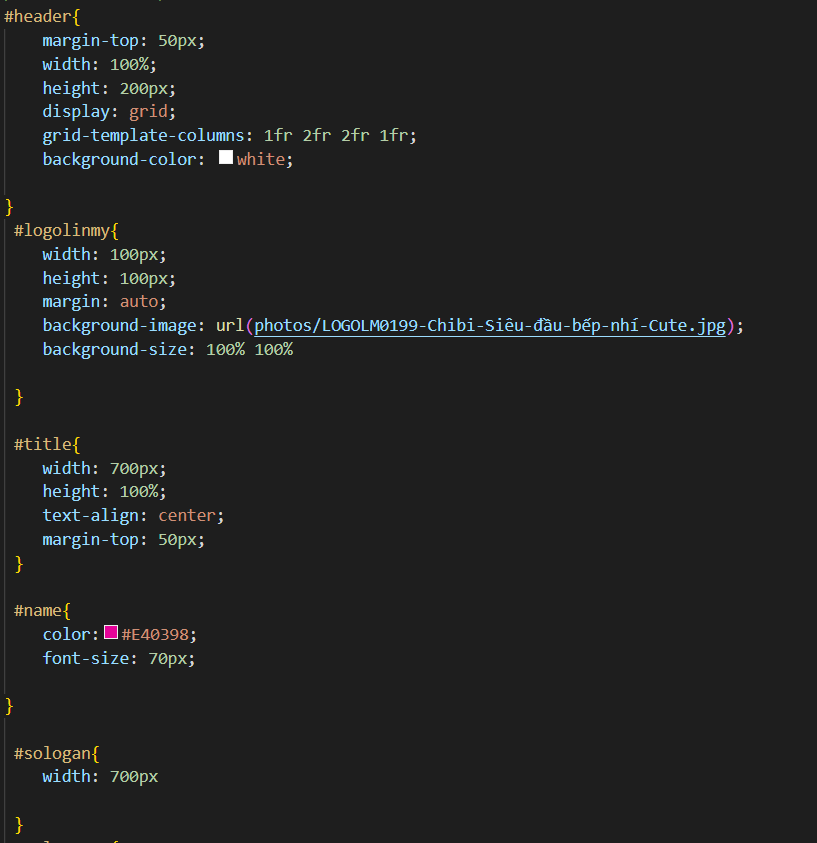 #header{
margin-top: 50px;
width: 100%;
height: 200px;
display: grid;
grid-template-columns: 1fr 2fr 2fr 1fr;
background-color: white;
}
#logolinmy{
width: 100px;
height: 100px;
margin: auto;
background-image: url(photos/LOGOLM0199-Chibi-Siêu-đầu-bếp-nhí-Cute.jpg);
background-size: 100% 100%
}
#title{
width: 700px;
height: 100%;
text-align: center;
margin-top: 50px;
}
#name{
color: #E40398;
font-size: 70px;
}
#sologan{
width: 700px
}